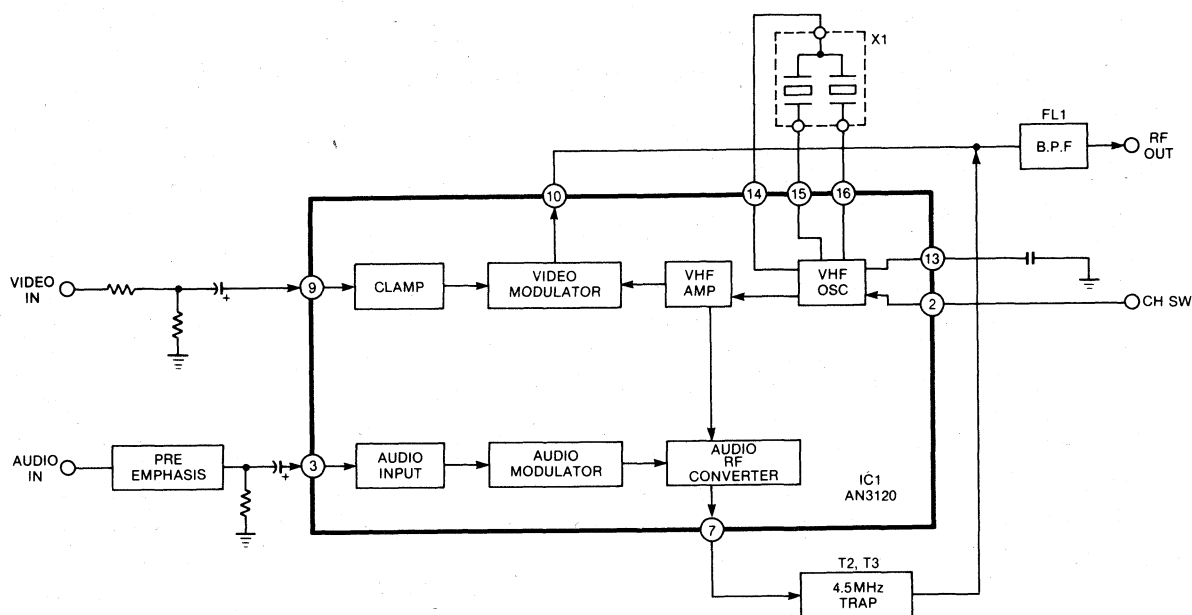 X1
FL1
B.P.F
RF
OUT
10
14
15
16
VIDEO
IN
9
CLAMP
VIDEO
MODULATOR
VHF
AMP
VHF
OSC
13
2
CH SW
AUDIO
IN
PRE
EMPHASIS
+
+
3
AUDIO
INPUT
AUDIO
MODULATOR
AUDIO
RF
CONVERTER
IC1
AN3120
7
T2, T3
4.5MHz
TRAP